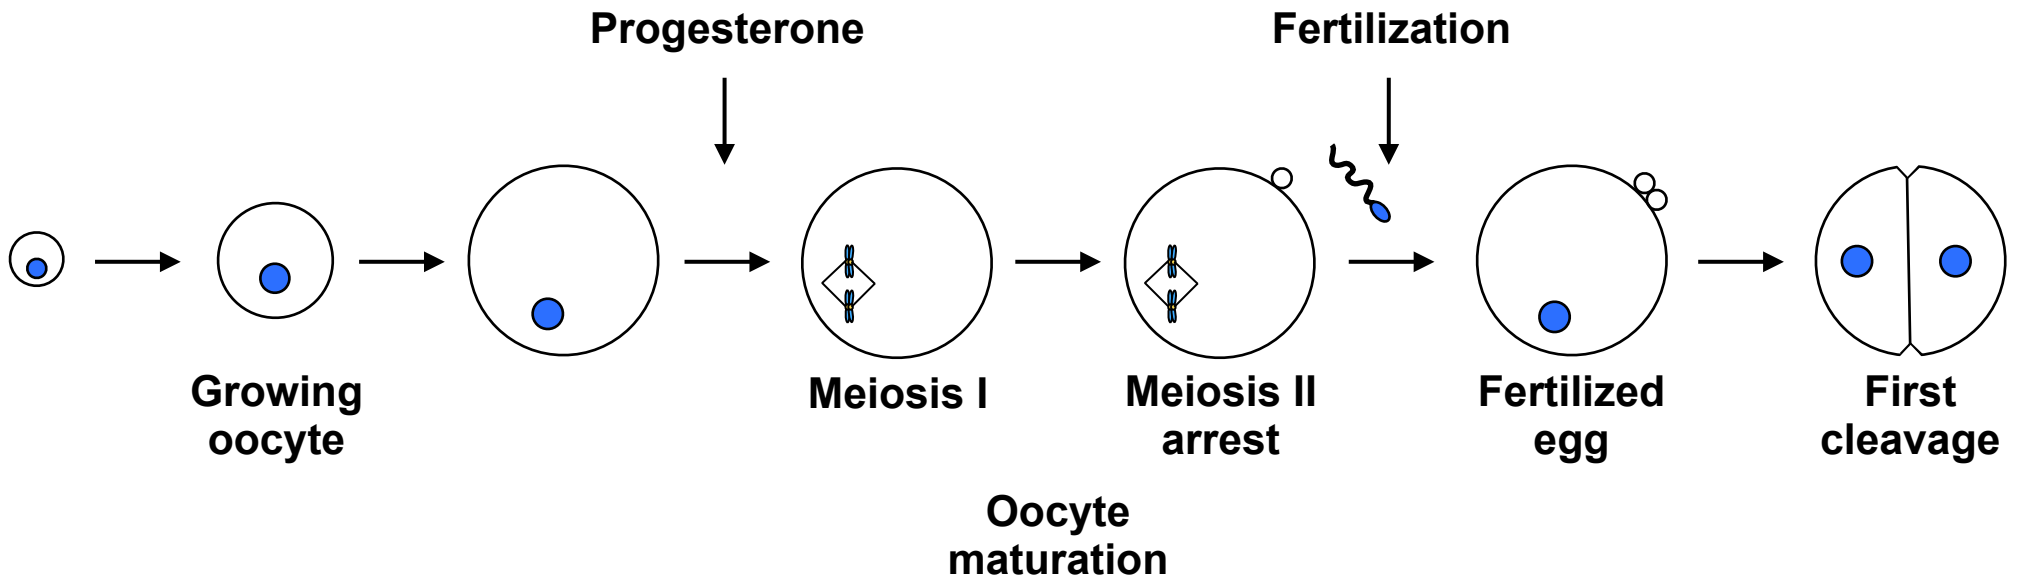 Progesterone
Fertilization
Growing
oocyte
Meiosis I
Meiosis II
arrest
Fertilized
egg
First
cleavage
Oocyte
maturation